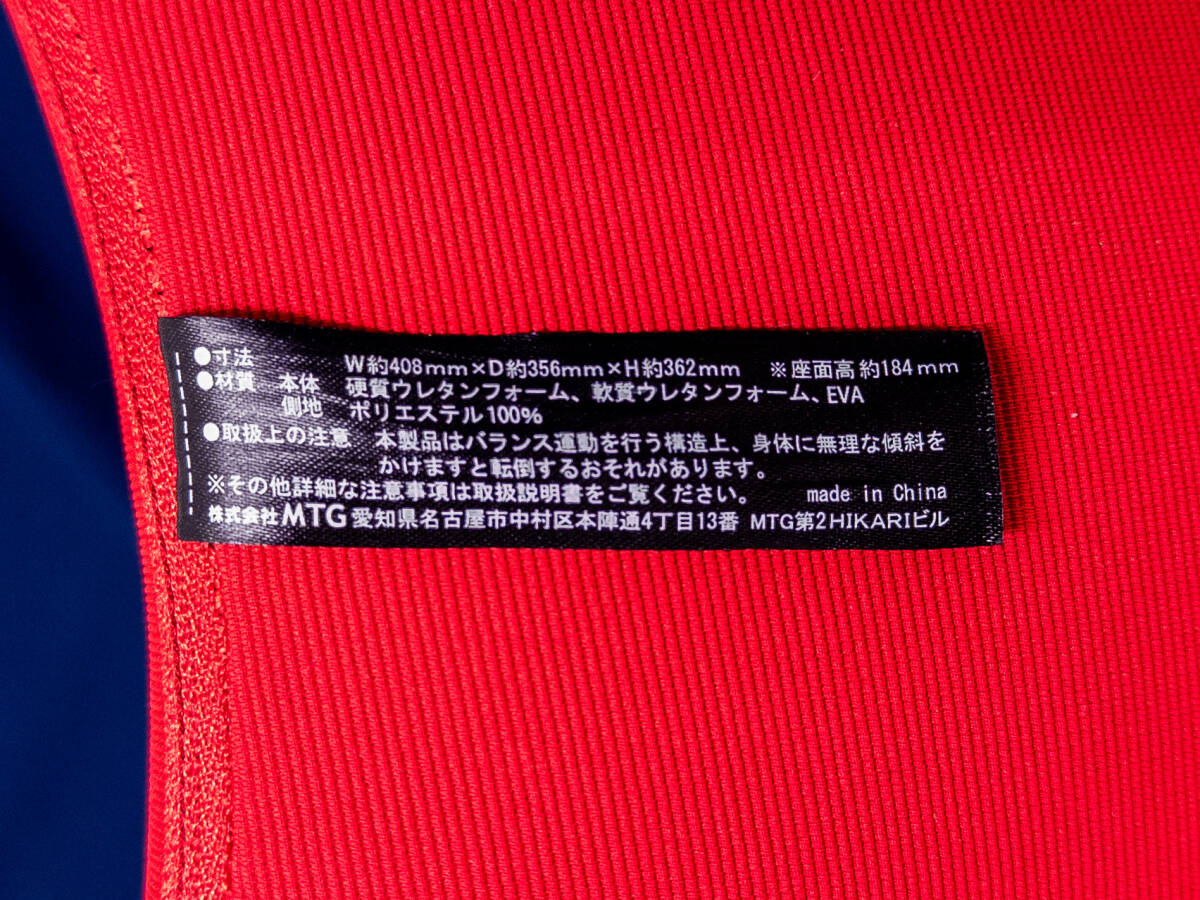 ●寸法 W約408mm×D約356mm×H約362mm ※座面高約184mm
●材質 本体 硬質ウレタンフォーム、軟質ウレタンフォーム、EVA
側地 ポリエステル100%
●取扱上の注意 本製品はバランス運動を行う構造上、身体に無理な傾斜を
かけますと転倒するおそれがあります。
※その他詳細な注意事項は取扱説明書をご覧ください。 made in China
株式会社MTG 愛知県名古屋市中村区本陣通4丁目13番 MTG第2HIKARIビル